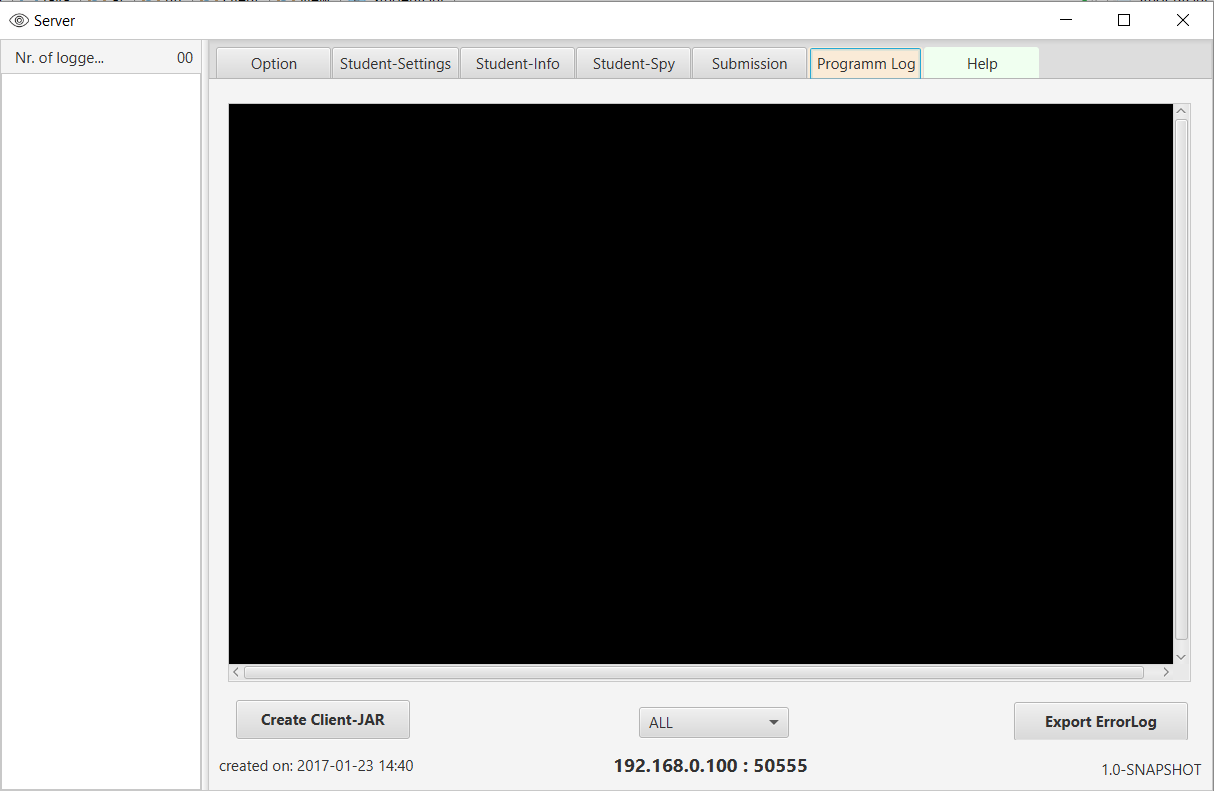 Server
Nr. of logge... 00
Option Student-Settings Student-Info Student-Spy Submission Programm Log Help
Create Client-JAR ALL Export ErrorLog
created on: 2017-01-23 14:40 192.168.0.100 : 50555 1.0-SNAPSHOT